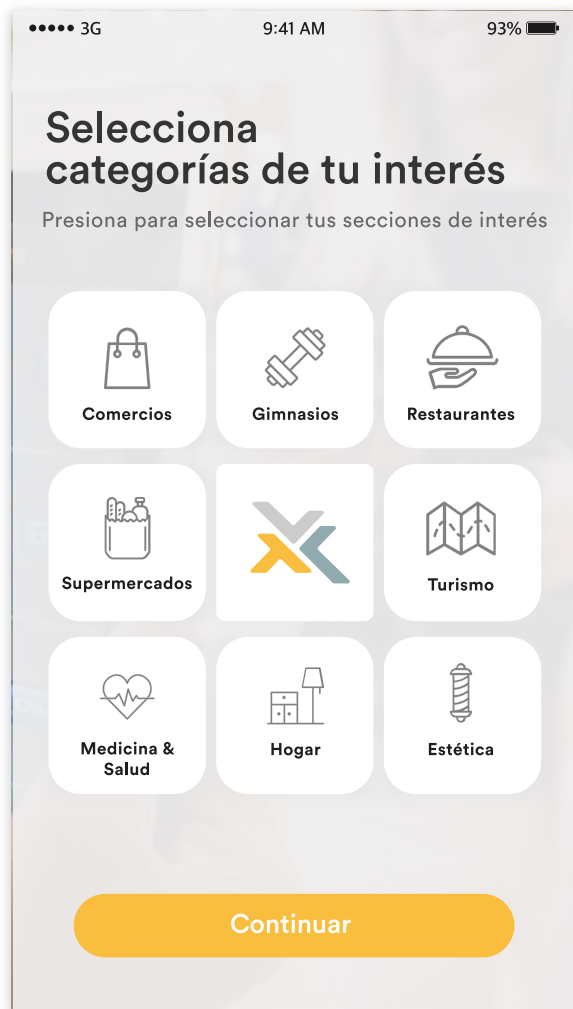 3G 9:41 AM 93%
Selecciona
categorías de tu interés
Presiona para seleccionar tus secciones de interés
Comercios Gimnasios Restaurantes
Supermercados Turismo
Medicina &
Salud
Hogar Estética
Continuar